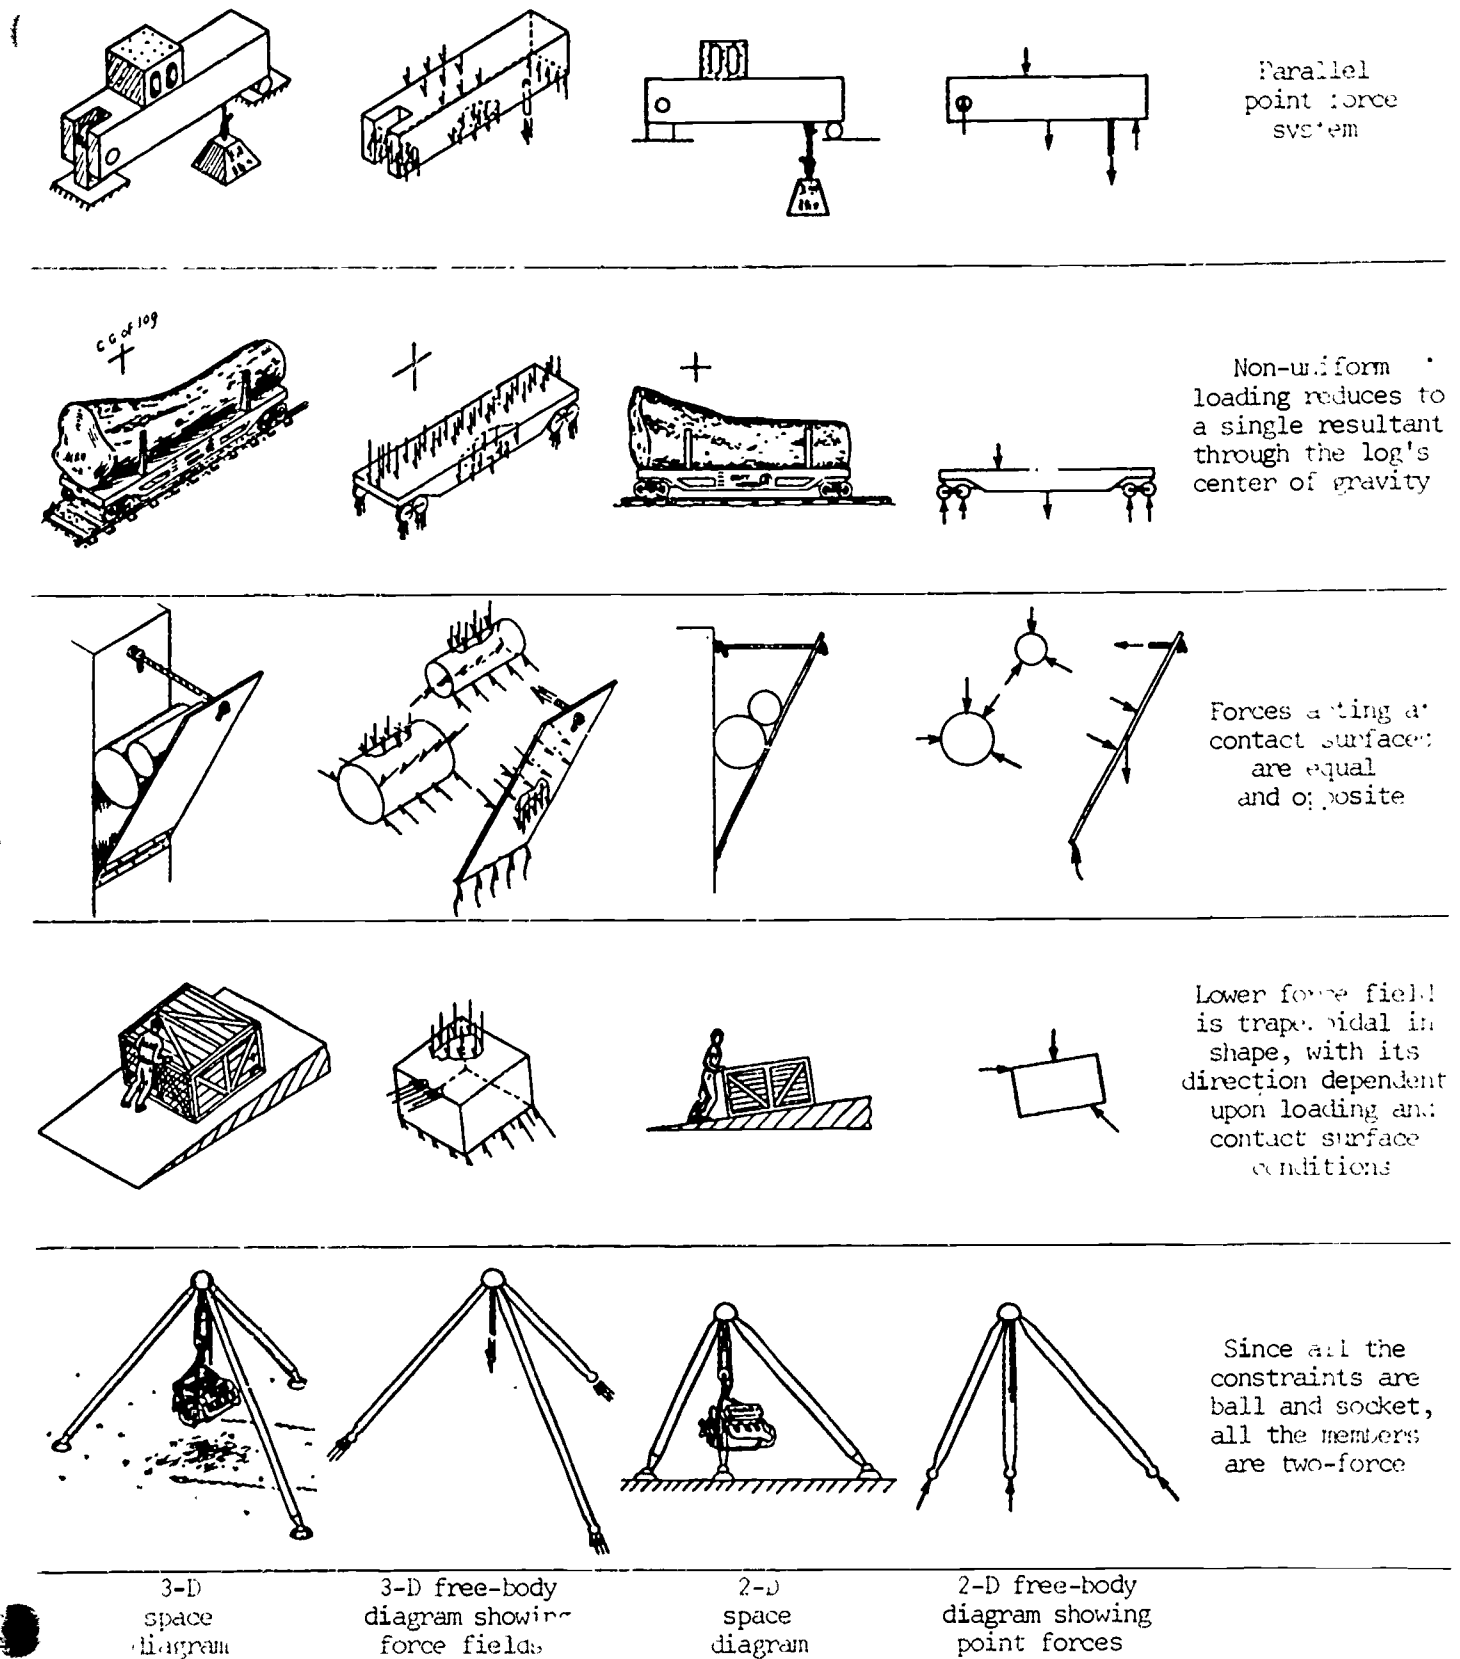 Parallel
point force
system
C G of log
Non-uniform
loading reduces to
a single resultant
through the log's
center of gravity
Forces acting at
contact surfaces
are equal
and opposite
Lower force field
is trapezoidal in
shape, with its
direction dependent
upon loading and
contact surface
conditions
Since all the
constraints are
ball and socket,
all the members
are two-force
3-D
space
diagram
3-D free-body
diagram showing
force fields
2-D
space
diagram
2-D free-body
diagram showing
point forces